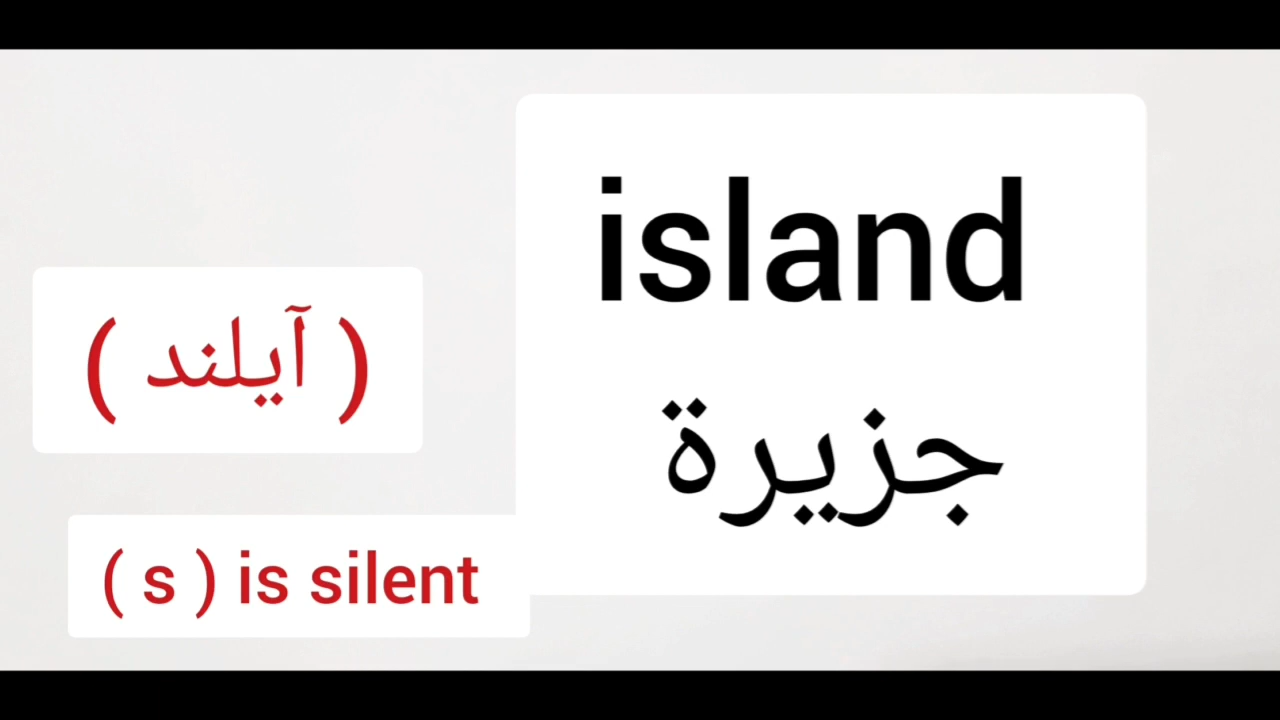 island
جزيرة
( آيلند )
( s ) is silent